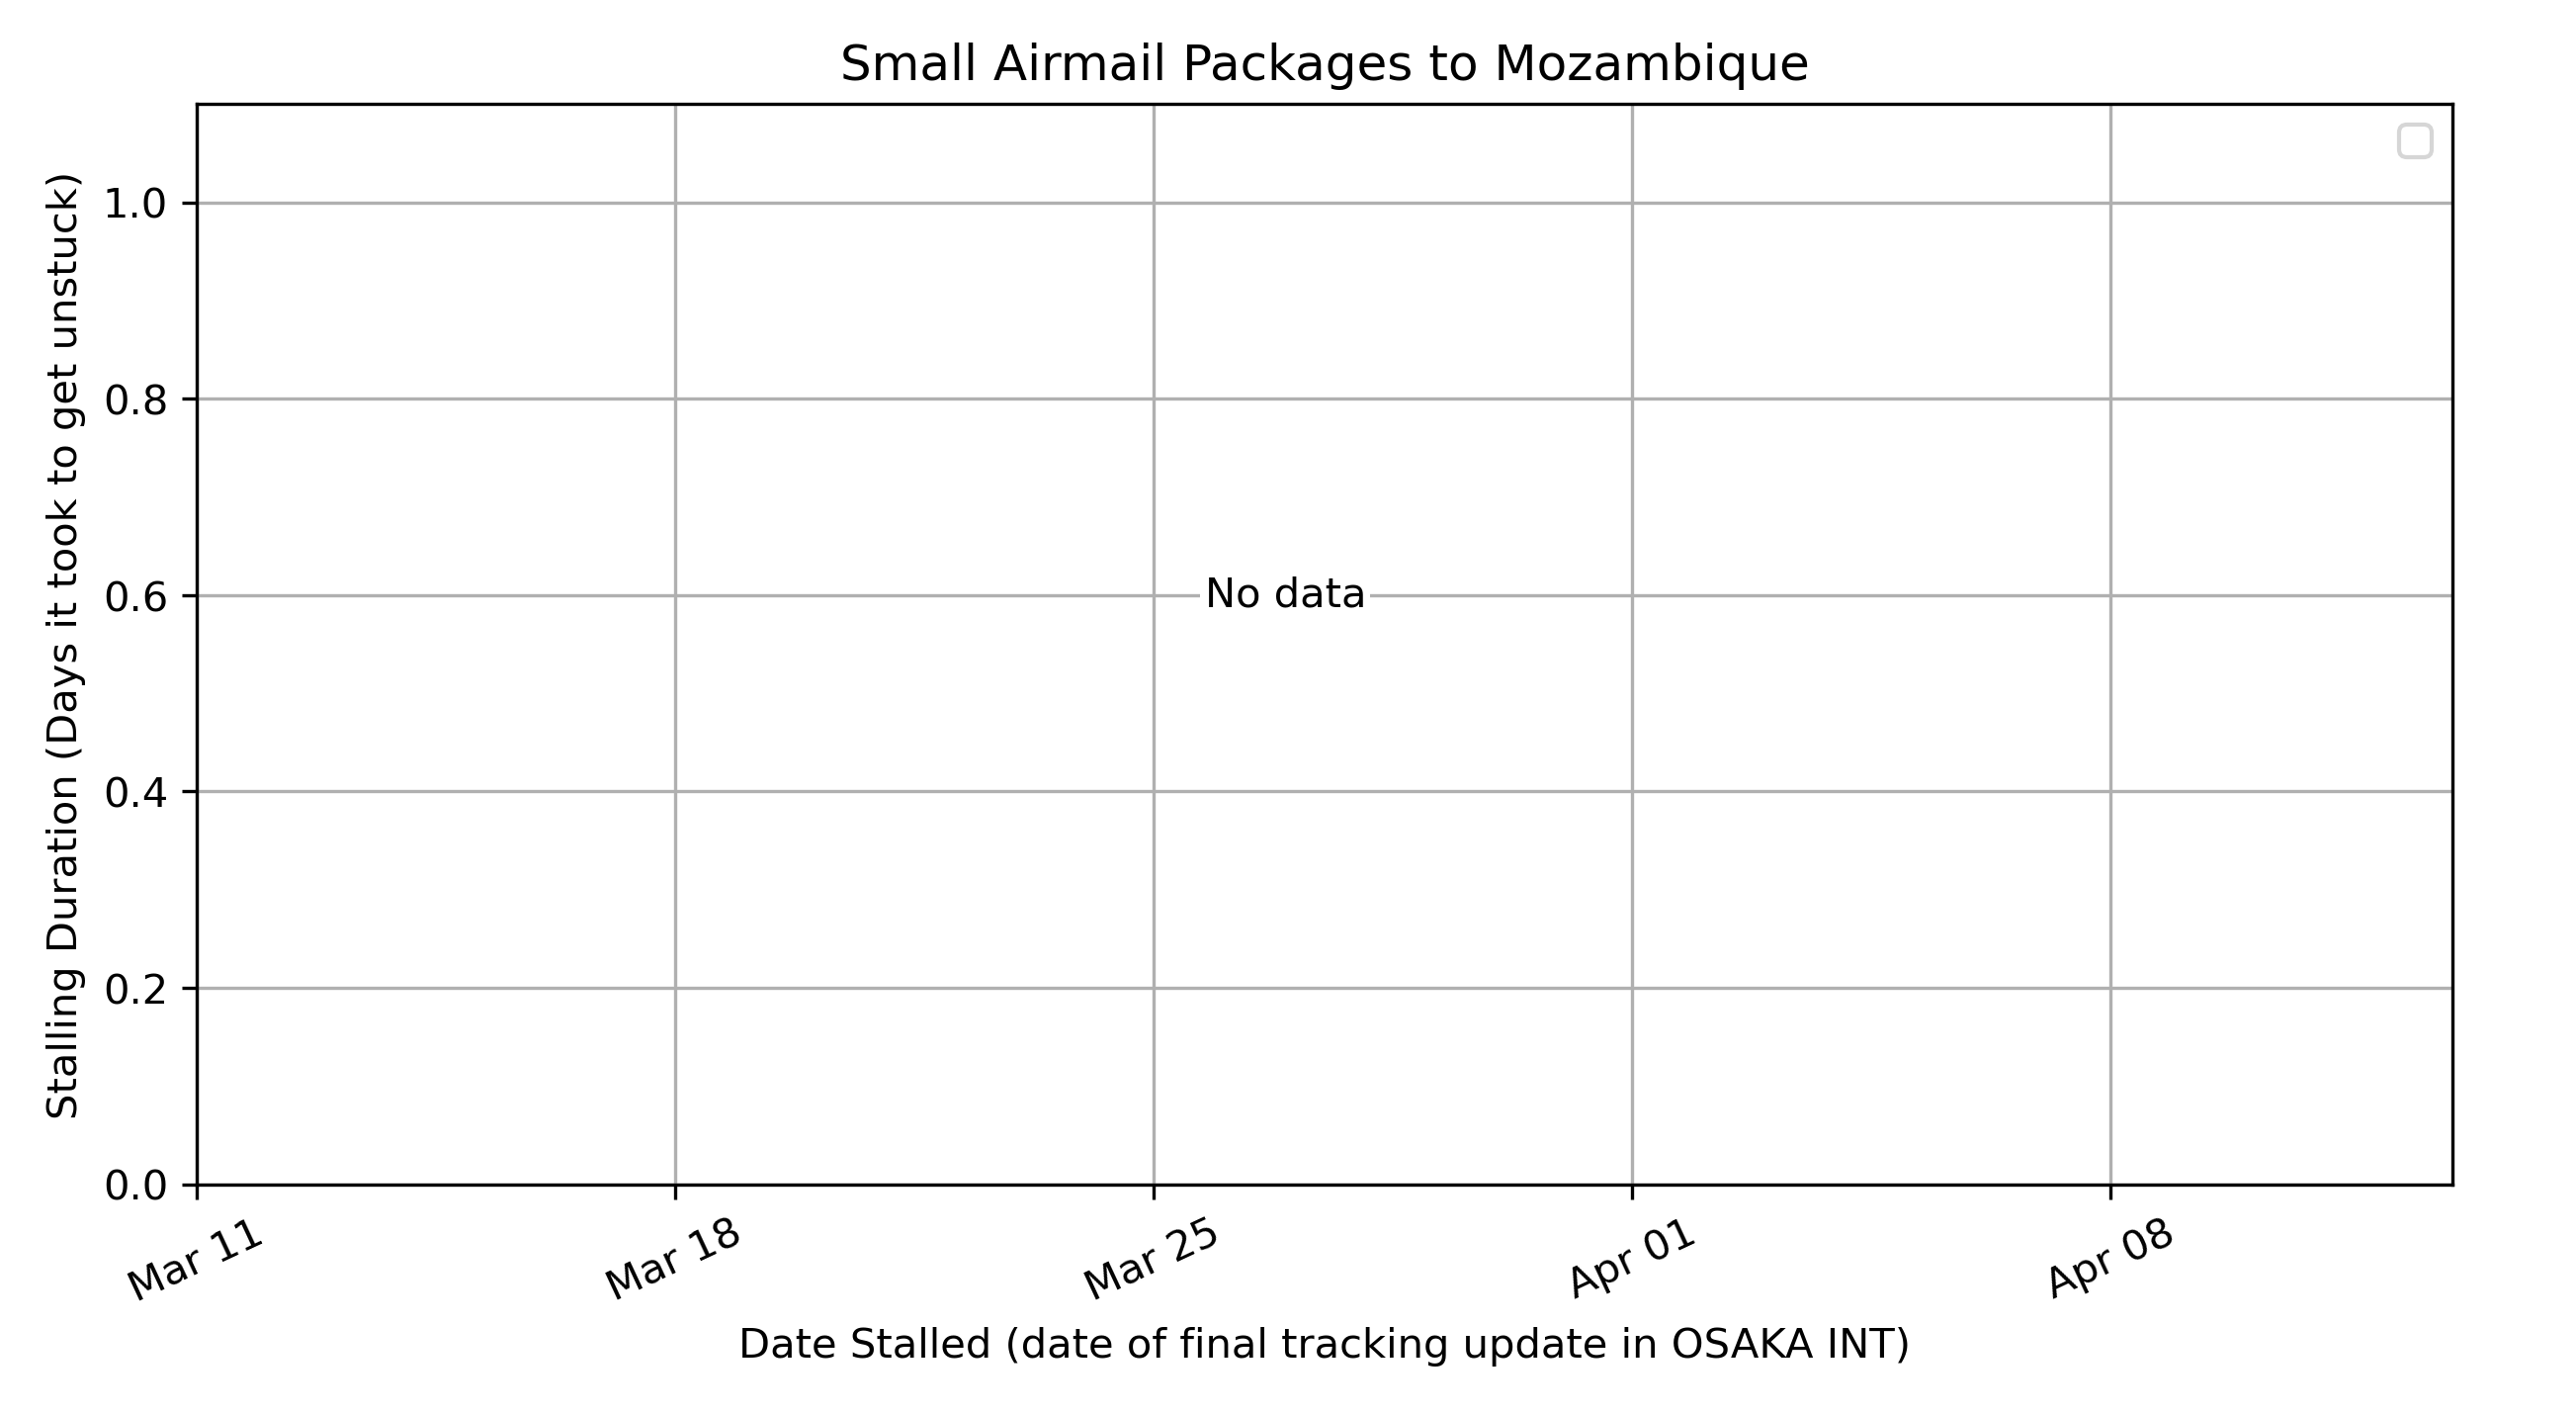 Small Airmail Packages to Mozambique
Stalling Duration (Days it took to get unstuck)
1.0
0.8
0.6
0.4
0.2
0.0
No data
Mar 11
Mar 18
Mar 25
Apr 01
Apr 08
Date Stalled (date of final tracking update in OSAKA INT)